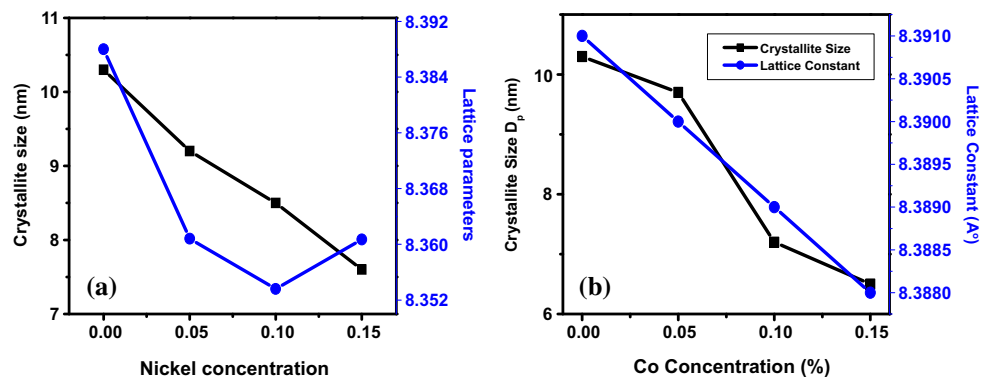 11
10
9
8
7
Crystallite size (nm)
8.392
8.384
8.376
8.368
8.360
8.352
Lattice parameters
(a)
0.00 0.05 0.10 0.15
Nickel concentration
10
8
6
Crystallite Size Dp (nm)
Crystallite Size
Lattice Constant
8.3910
8.3905
8.3900
8.3895
8.3890
8.3885
8.3880
Lattice Constant (Aº)
(b)
0.00 0.05 0.10 0.15
Co Concentration (%)